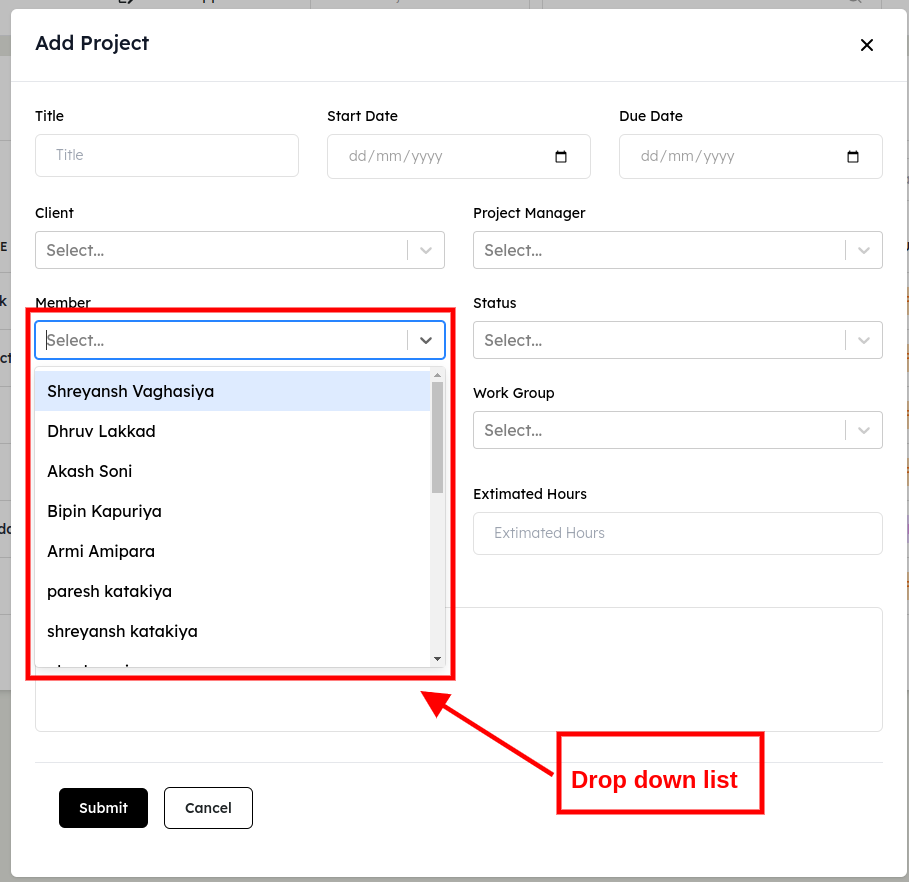 Add Project
Title Start Date Due Date
Title dd/mm/yyyy dd/mm/yyyy
Client Project Manager
Select... Select...
Member Status
Select... Select...
Shreyansh Vaghasiya
Work Group
Dhruv Lakkad Select...
Akash Soni
Extimated Hours
Bipin Kapuriya
Extimated Hours
Armi Amipara
paresh katakiya
shreyansh katakiya
Drop down list
Submit Cancel